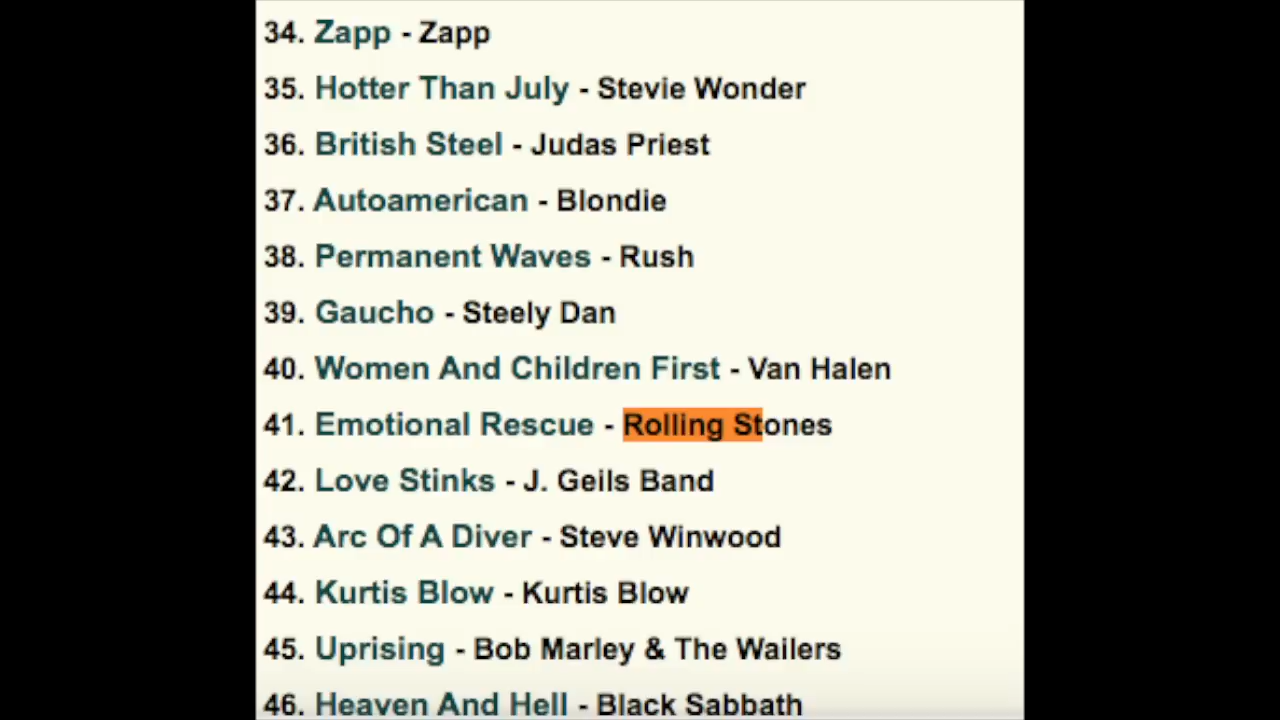 34. Zapp - Zapp
35. Hotter Than July - Stevie Wonder
36. British Steel - Judas Priest
37. Autoamerican - Blondie
38. Permanent Waves - Rush
39. Gaucho - Steely Dan
40. Women And Children First - Van Halen
41. Emotional Rescue - Rolling Stones
42. Love Stinks - J. Geils Band
43. Arc Of A Diver - Steve Winwood
44. Kurtis Blow - Kurtis Blow
45. Uprising - Bob Marley & The Wailers
46. Heaven And Hell - Black Sabbath